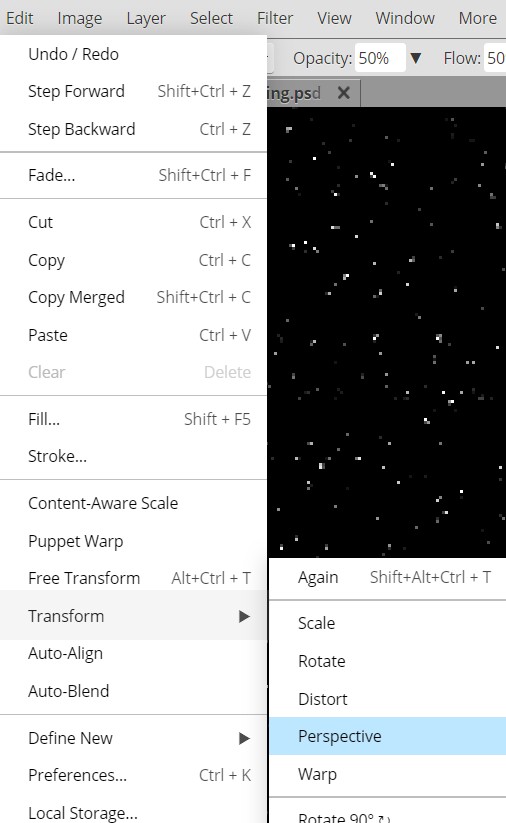 Edit Image Layer Select Filter View Window More
Opacity: 50% ▼ Flow: 50
ing.psd ✕
Undo / Redo
Step Forward Shift+Ctrl + Z
Step Backward Ctrl + Z
Fade... Shift+Ctrl + F
Cut Ctrl + X
Copy Ctrl + C
Copy Merged Shift+Ctrl + C
Paste Ctrl + V
Clear Delete
Fill... Shift + F5
Stroke...
Content-Aware Scale
Puppet Warp
Free Transform Alt+Ctrl + T
Transform ▶
Auto-Align
Auto-Blend
Define New ▶
Preferences... Ctrl + K
Local Storage...
Again Shift+Alt+Ctrl + T
Scale
Rotate
Distort
Perspective
Warp
Rotate 90° ↻